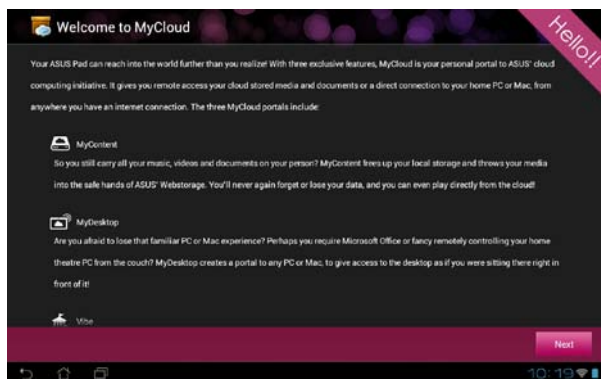 Welcome to MyCloud
Hello!!
Your ASUS Pad can reach into the world further than you realize! With three exclusive features, MyCloud is your personal portal to ASUS' cloud
computing initiative. It gives you remote access your cloud stored media and documents or a direct connection to your home PC or Mac, from
anywhere you have an internet connection. The three MyCloud portals include:
MyContent
So you still carry all your music, videos and documents on your person? MyContent frees up your local storage and throws your media
into the safe hands of ASUS' Webstorage. You'll never again forget or lose your data, and you can even play directly from the cloud!
MyDesktop
Are you afraid to lose that familiar PC or Mac experience? Perhaps you require Microsoft Office or fancy remotely controlling your home
theatre PC from the couch? MyDesktop creates a portal to any PC or Mac, to give access to the desktop as if you were sitting there right in
front of it!
Vibe
Next
10:19